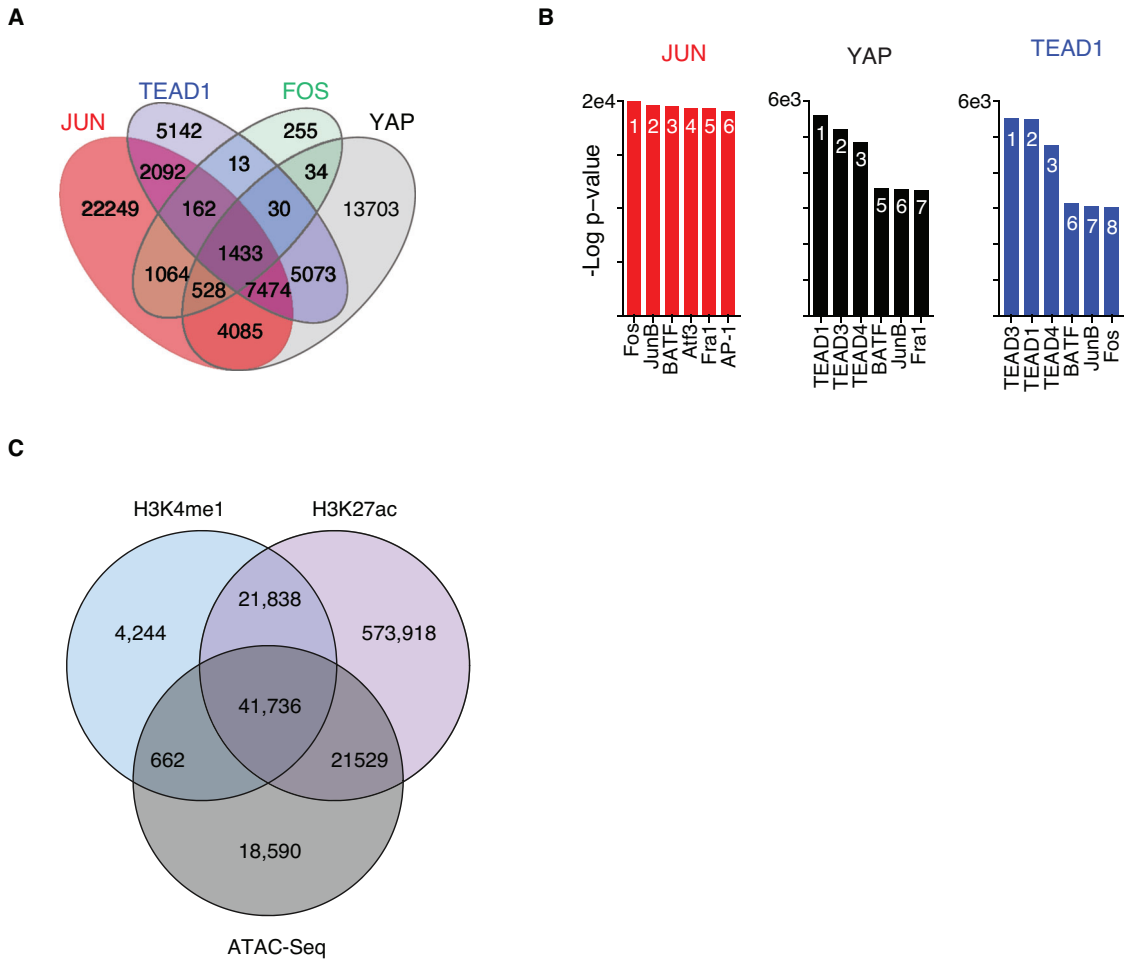 A
TEAD1
FOS
JUN
YAP
5142
255
2092
13
34
22249
162
30
13703
1433
1064
5073
528
7474
4085
B
JUN
YAP
TEAD1
-Log p-value
2e4
1 2 3 4 5 6
Fos
JunB
BATF
Atf3
Fra1
AP-1
6e3
1 2 3 5 6 7
TEAD1
TEAD3
TEAD4
BATF
JunB
Fra1
6e3
1 2 3 6 7 8
TEAD3
TEAD1
TEAD4
BATF
JunB
Fos
C
H3K4me1
H3K27ac
21,838
4,244
573,918
41,736
662
21529
18,590
ATAC-Seq